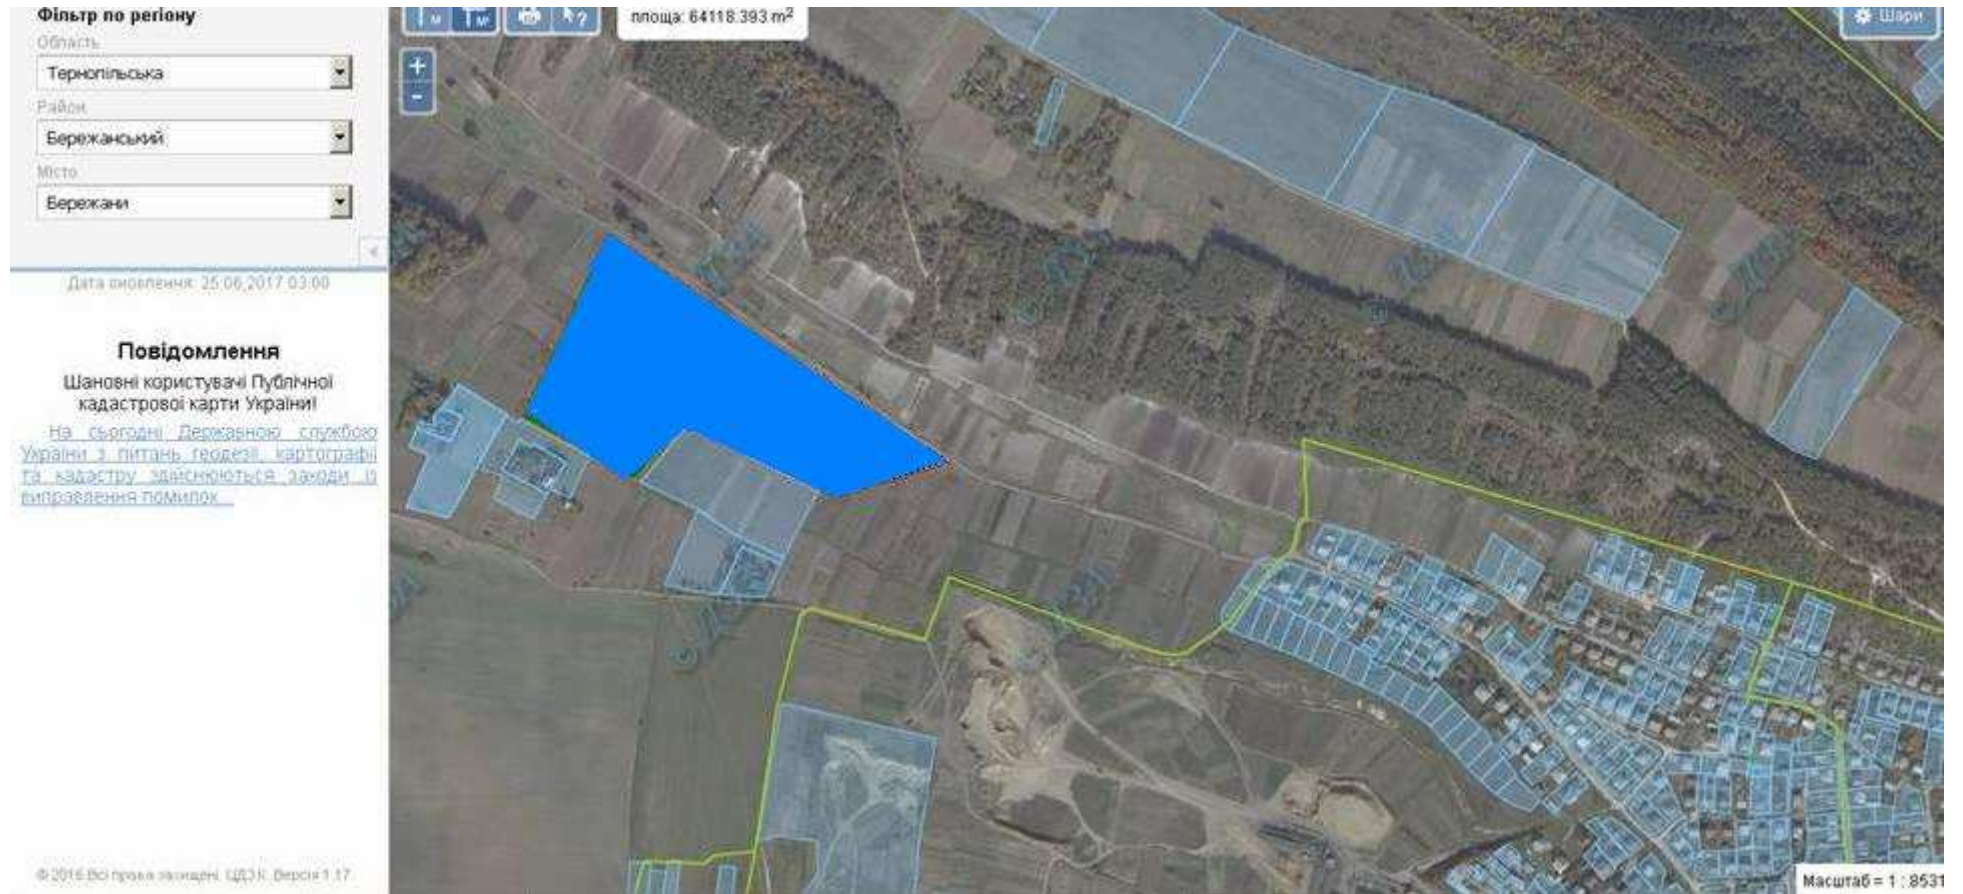 Фільтр по регіону
Область
Тернопільська
Район
Бережанський
Місто
Бережани
Дата оновлення: 25.06.2017 03:00
Повідомлення
Шановні користувачі Публічної
кадастрової карти України!
На сьогодні Державною службою
України з питань геодезії, картографії
та кадастру здійснюються заходи із
виправлення помилок...
© 2016 Всі права захищені. ЦДЗК. Версія 1.17
м
м²
?
площа: 64118.393 m²
Шари
+
-
Масштаб = 1 : 8531